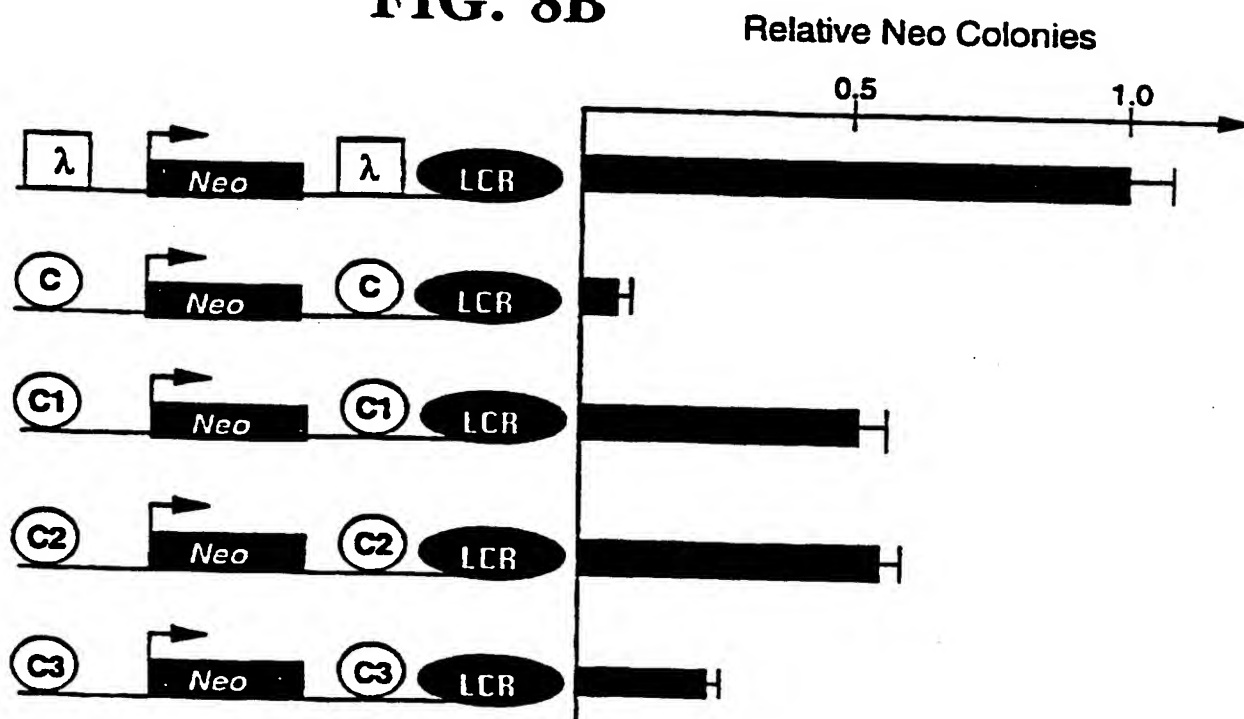 FIG. 8B
Relative Neo Colonies
0.5 1.0
λ Neo λ LCR
C Neo C LCR
C1 Neo C1 LCR
C2 Neo C2 LCR
C3 Neo C3 LCR